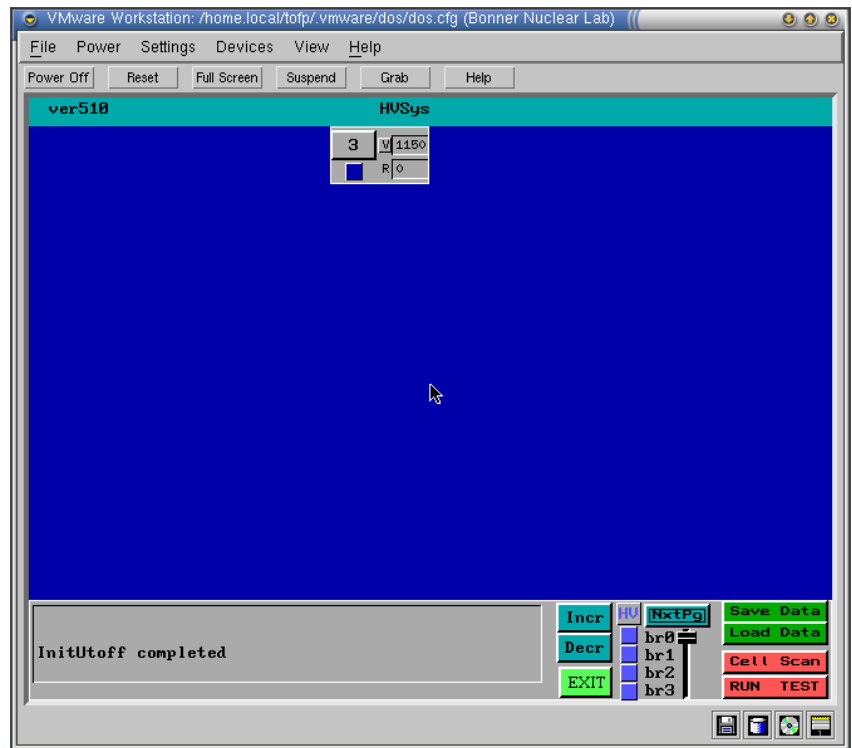 VMware Workstation: /home.local/tofp/.vmware/dos/dos.cfg (Bonner Nuclear Lab)
File Power Settings Devices View Help
Power Off Reset Full Screen Suspend Grab Help
ver510 HVSys
3 V 1150
R 0
InitUtoff completed
Incr
Decr
EXIT
HV NxtPg
br0
br1
br2
br3
Save Data
Load Data
Cell Scan
RUN TEST